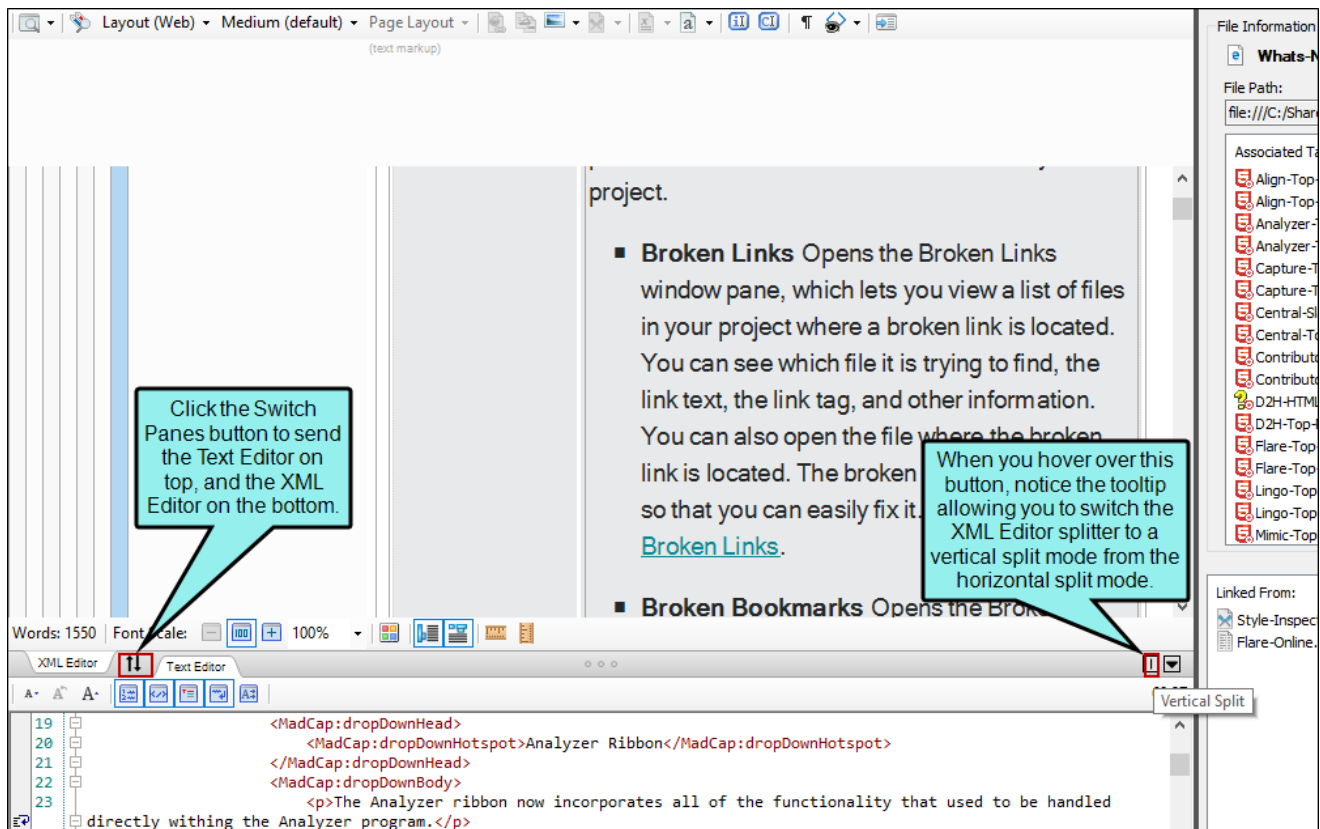 Layout (Web) Medium (default) Page Layout
(text markup)
project.
Broken Links Opens the Broken Links
window pane, which lets you view a list of files
in your project where a broken link is located.
You can see which file it is trying to find, the
link text, the link tag, and other information.
You can also open the file where the broken
link is located. The broken
so that you can easily fix it.
Broken Links.
Broken Bookmarks Opens the Brok
Click the Switch
Panes button to send
the Text Editor on
top, and the XML
Editor on the bottom.
When you hover over this
button, notice the tooltip
allowing you to switch the
XML Editor splitter to a
vertical split mode from the
horizontal split mode.
Words: 1550 Font Scale: 100%
XML Editor Text Editor
Vertical Split
19 <MadCap:dropDownHead>
20 <MadCap:dropDownHotspot>Analyzer Ribbon</MadCap:dropDownHotspot>
21 </MadCap:dropDownHead>
22 <MadCap:dropDownBody>
23 <p>The Analyzer ribbon now incorporates all of the functionality that used to be handled
directly withing the Analyzer program.</p>
File Information
Whats-N
File Path:
file:///C:/Share
Associated Ta
Align-Top-
Align-Top-
Analyzer-T
Analyzer-T
Capture-T
Capture-T
Central-Sl
Central-To
Contributo
Contributo
D2H-HTML
D2H-Top-
Flare-Top-
Flare-Top-
Lingo-Top
Lingo-Top
Mimic-Top
Linked From:
Style-Inspec
Flare-Online.